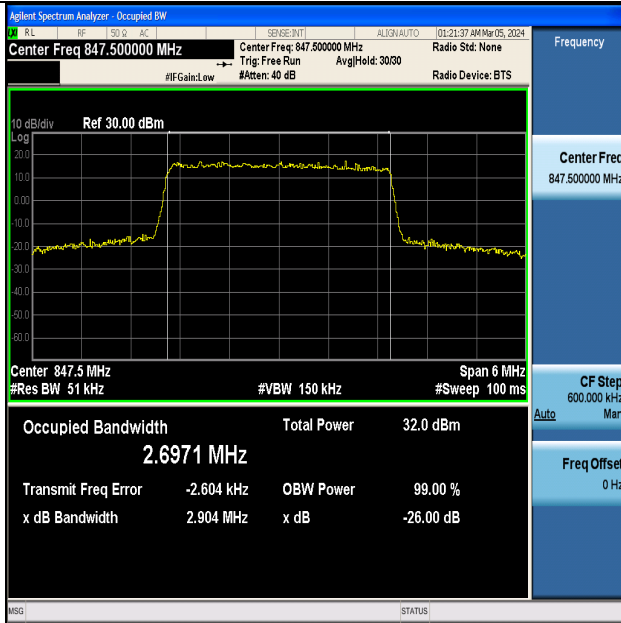 Agilent Spectrum Analyzer - Occupied BW
RL RF 50 Ω AC SENSE:INT ALIGN AUTO 01:21:37 AM Mar 05, 2024
Center Freq 847.500000 MHz Center Freq: 847.500000 MHz Radio Std: None
Trig: Free Run Avg|Hold: 30/30
#IFGain:Low #Atten: 40 dB Radio Device: BTS
10 dB/div Ref 30.00 dBm
Log
20.0
10.0
0.00
-10.0
-20.0
-30.0
-40.0
-50.0
-60.0
Center 847.5 MHz Span 6 MHz
#Res BW 51 kHz #VBW 150 kHz #Sweep 100 ms
Occupied Bandwidth Total Power 32.0 dBm
2.6971 MHz
Transmit Freq Error -2.604 kHz OBW Power 99.00 %
x dB Bandwidth 2.904 MHz x dB -26.00 dB
Frequency
Center Freq
847.500000 MHz
CF Step
600.000 kHz
Auto Man
Freq Offset
0 Hz
MSG STATUS